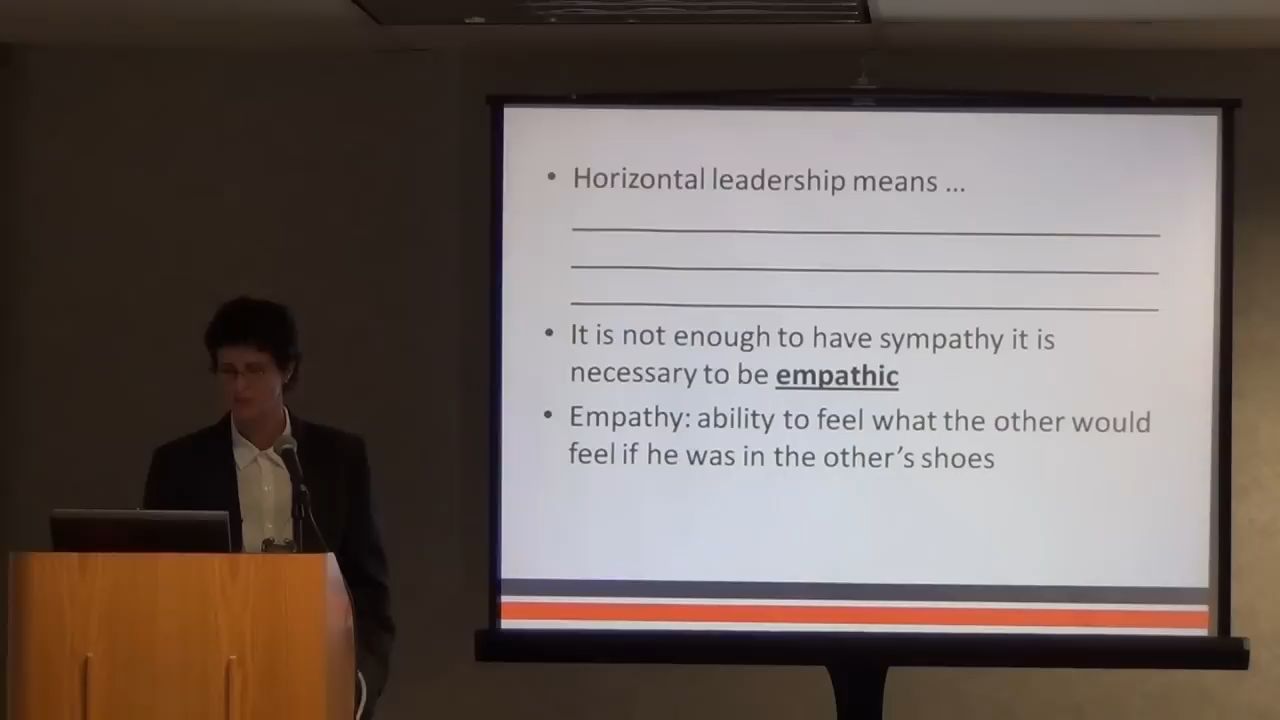 • Horizontal leadership means ...
• It is not enough to have sympathy it is
necessary to be empathic
• Empathy: ability to feel what the other would
feel if he was in the other’s shoes